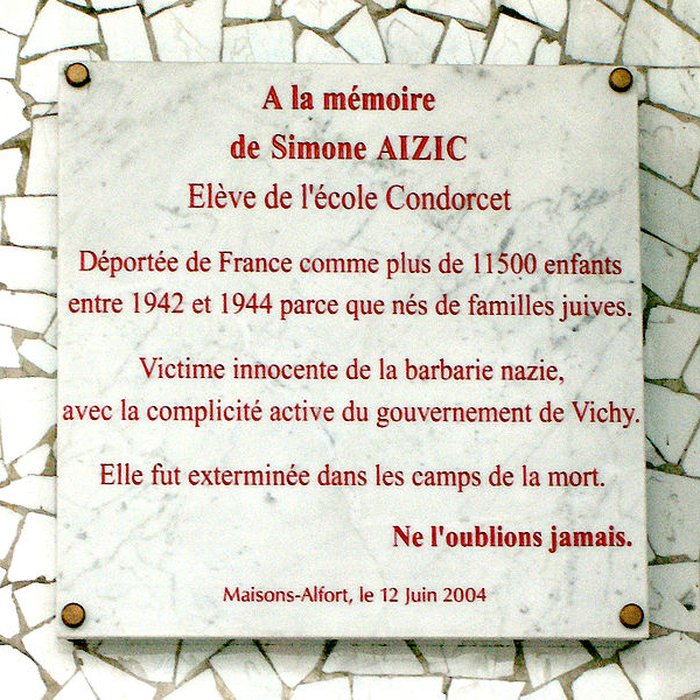 A la mémoire
de Simone AIZIC
Elève de l'école Condorcet
Déportée de France comme plus de 11500 enfants
entre 1942 et 1944 parce que nés de familles juives.
Victime innocente de la barbarie nazie,
avec la complicité active du gouvernement de Vichy.
Elle fut exterminée dans les camps de la mort.
Ne l'oublions jamais.
Maisons-Alfort, le 12 Juin 2004